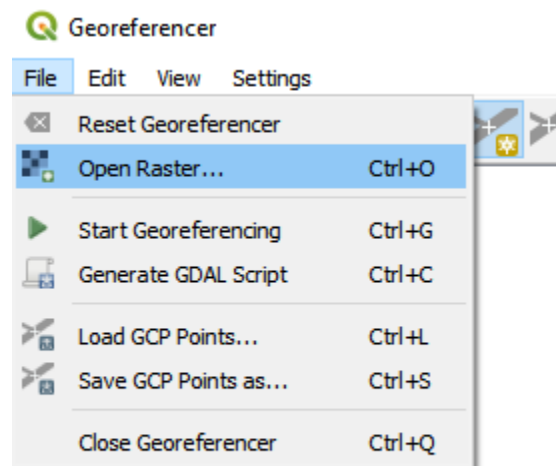 Georeferencer
File Edit View Settings
Reset Georeferencer
Open Raster... Ctrl+O
Start Georeferencing Ctrl+G
Generate GDAL Script Ctrl+C
Load GCP Points... Ctrl+L
Save GCP Points as... Ctrl+S
Close Georeferencer Ctrl+Q